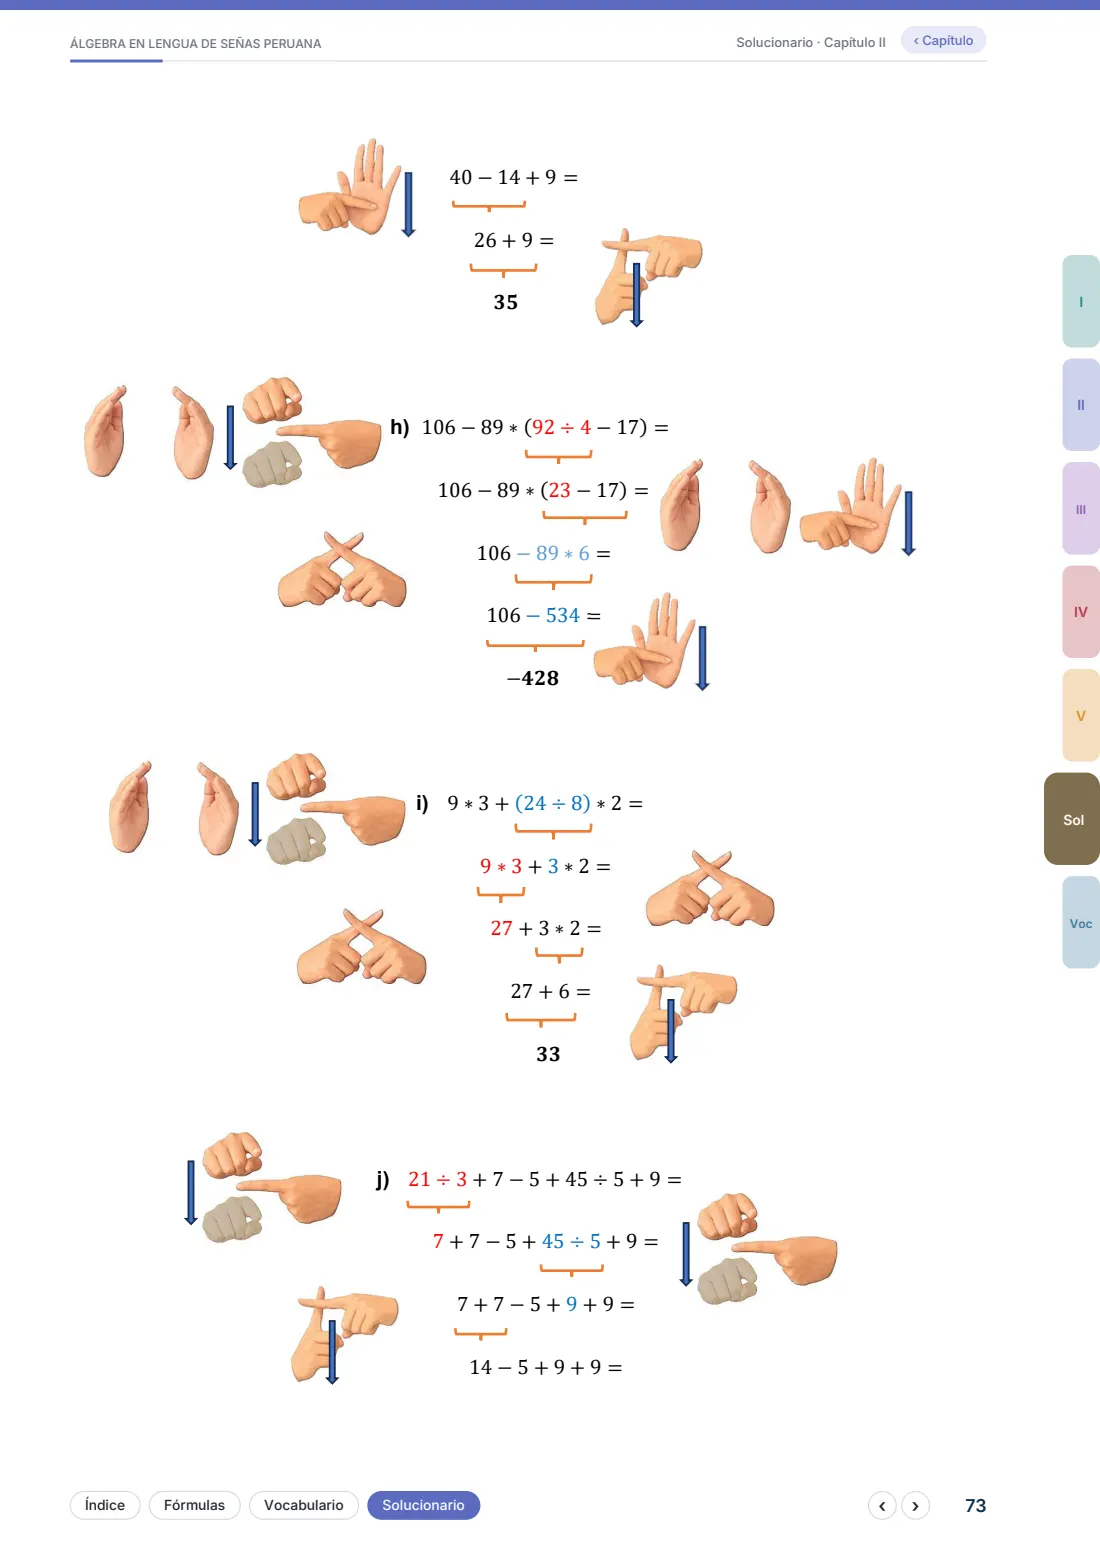 ÁLGEBRA EN LENGUA DE SEÑAS PERUANA
Solucionario · Capítulo II
‹ Capítulo
40 − 14 + 9 =
26 + 9 =
35
h) 106 − 89 ∗ (92 ÷ 4 − 17) =
106 − 89 ∗ (23 − 17) =
106 − 89 ∗ 6 =
106 − 534 =
−428
i) 9 ∗ 3 + (24 ÷ 8) ∗ 2 =
9 ∗ 3 + 3 ∗ 2 =
27 + 3 ∗ 2 =
27 + 6 =
33
j) 21 ÷ 3 + 7 − 5 + 45 ÷ 5 + 9 =
7 + 7 − 5 + 45 ÷ 5 + 9 =
7 + 7 − 5 + 9 + 9 =
14 − 5 + 9 + 9 =
I
II
III
IV
V
Sol
Voc
Índice
Fórmulas
Vocabulario
Solucionario
‹ ›
73